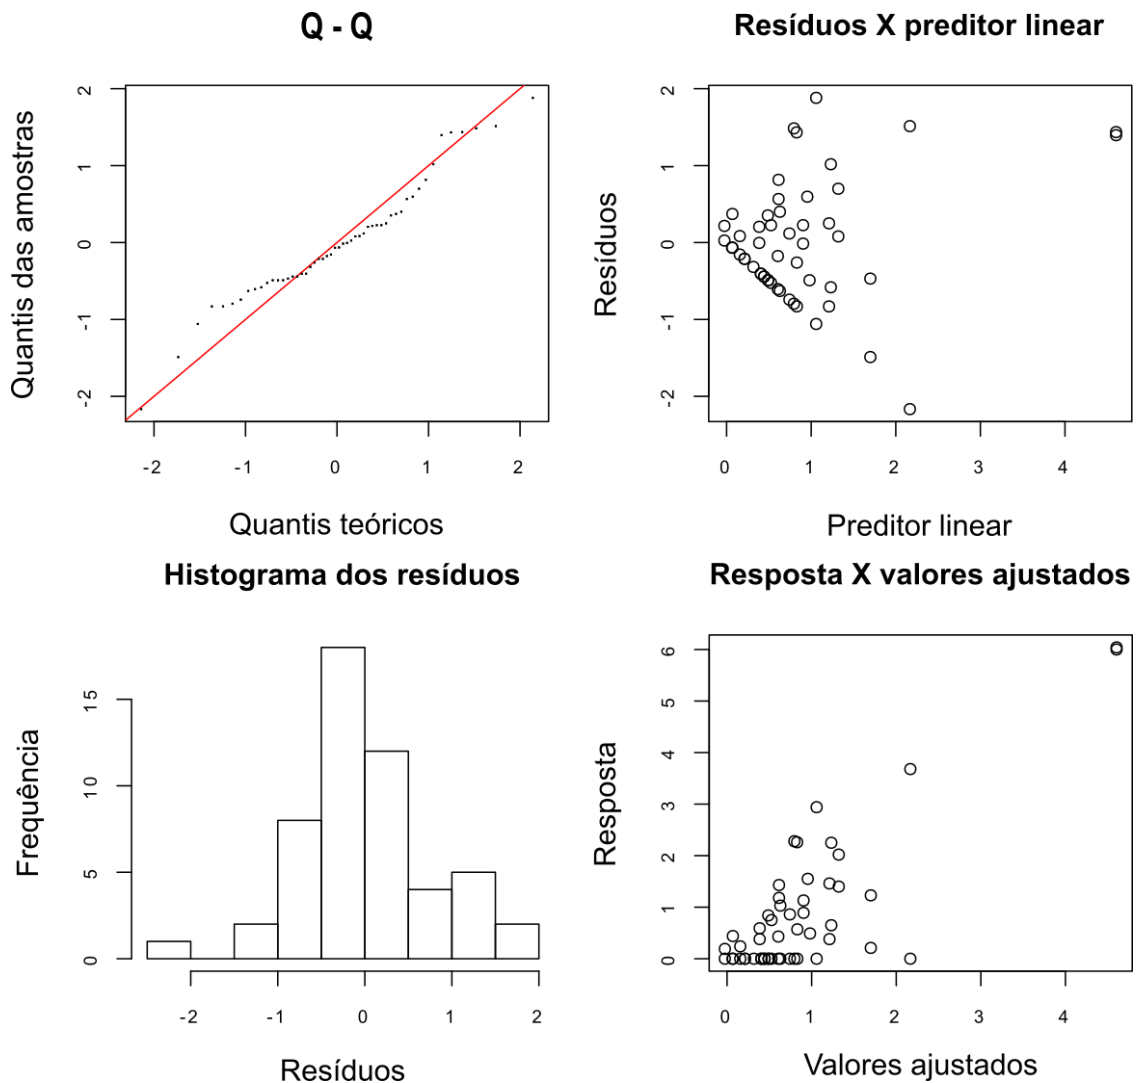 Q - Q
Quantis das amostras
2
1
0
-1
-2
-2 -1 0 1 2
Quantis teóricos
Resíduos X preditor linear
Resíduos
2
1
0
-1
-2
0 1 2 3 4
Preditor linear
Histograma dos resíduos
Frequência
15
10
5
0
-2 -1 0 1 2
Resíduos
Resposta X valores ajustados
Resposta
6
5
4
3
2
1
0
0 1 2 3 4
Valores ajustados